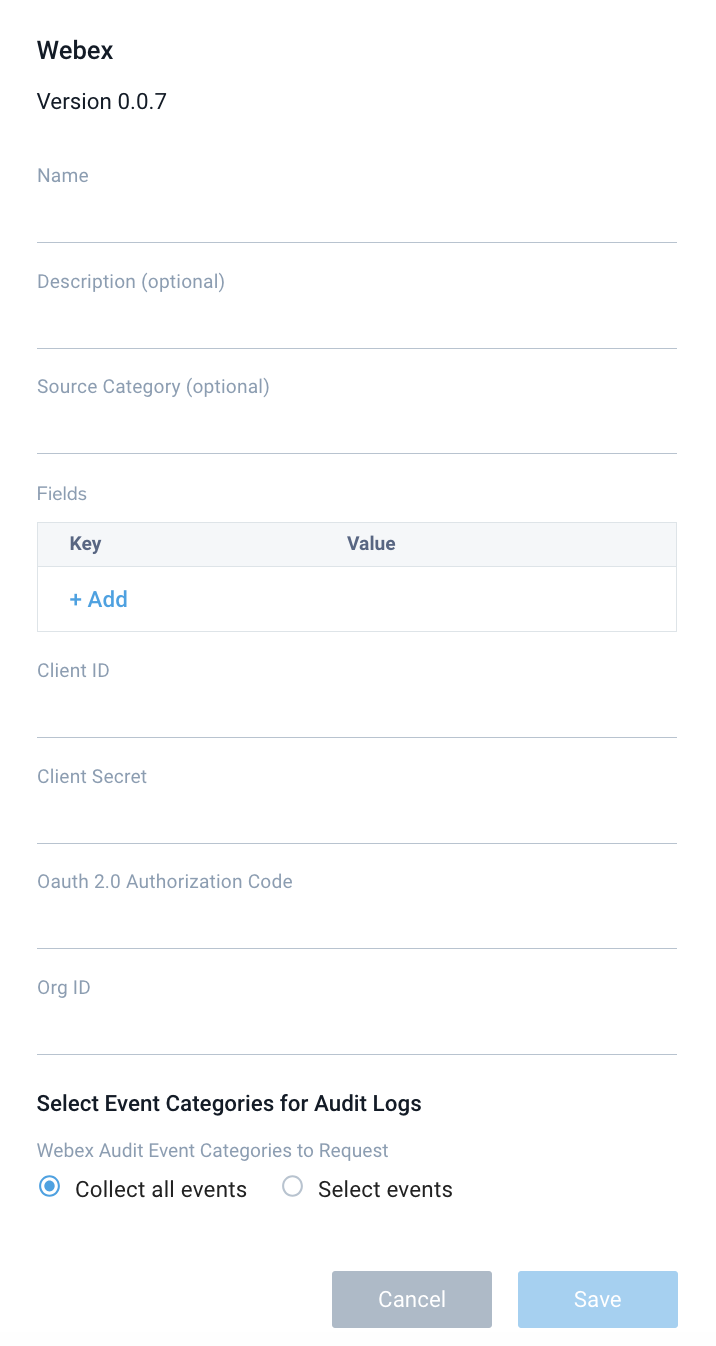 Webex
Version 0.0.7
Name
Description (optional)
Source Category (optional)
Fields
Key Value
+ Add
Client ID
Client Secret
Oauth 2.0 Authorization Code
Org ID
Select Event Categories for Audit Logs
Webex Audit Event Categories to Request
Collect all events Select events
Cancel Save